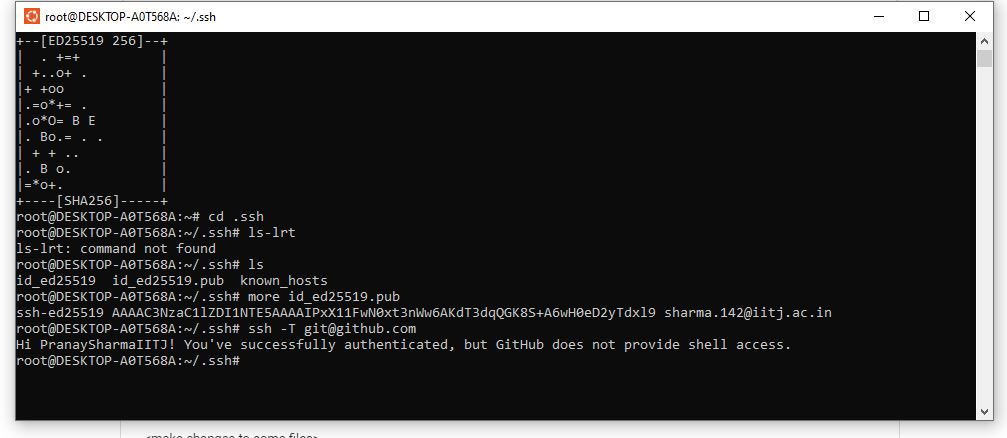 root@DESKTOP-A0T568A: ~/.ssh
+--[ED25519 256]--+
|  . +=+          |
| +..o+ .         |
|+ +oo            |
|.=o*+= .         |
|.o*O= B E        |
|. Bo.= . .       |
| + + ..          |
|. B o.           |
|=*o+.            |
+----[SHA256]-----+
root@DESKTOP-A0T568A:~# cd .ssh
root@DESKTOP-A0T568A:~/.ssh# ls-lrt
ls-lrt: command not found
root@DESKTOP-A0T568A:~/.ssh# ls
id_ed25519  id_ed25519.pub  known_hosts
root@DESKTOP-A0T568A:~/.ssh# more id_ed25519.pub
ssh-ed25519 AAAAC3NzaC1lZDI1NTE5AAAAIPxX11FwN0xt3nWw6AKdT3dqQGK8S+A6wH0eD2yTdxl9 sharma.142@iitj.ac.in
root@DESKTOP-A0T568A:~/.ssh# ssh -T git@github.com
Hi PranaySharmaIITJ! You've successfully authenticated, but GitHub does not provide shell access.
root@DESKTOP-A0T568A:~/.ssh#
<make changes to some files>